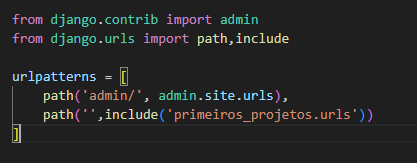 from django.contrib import admin
from django.urls import path,include

urlpatterns = [
    path('admin/', admin.site.urls),
    path('',include('primeiros_projetos.urls'))
]